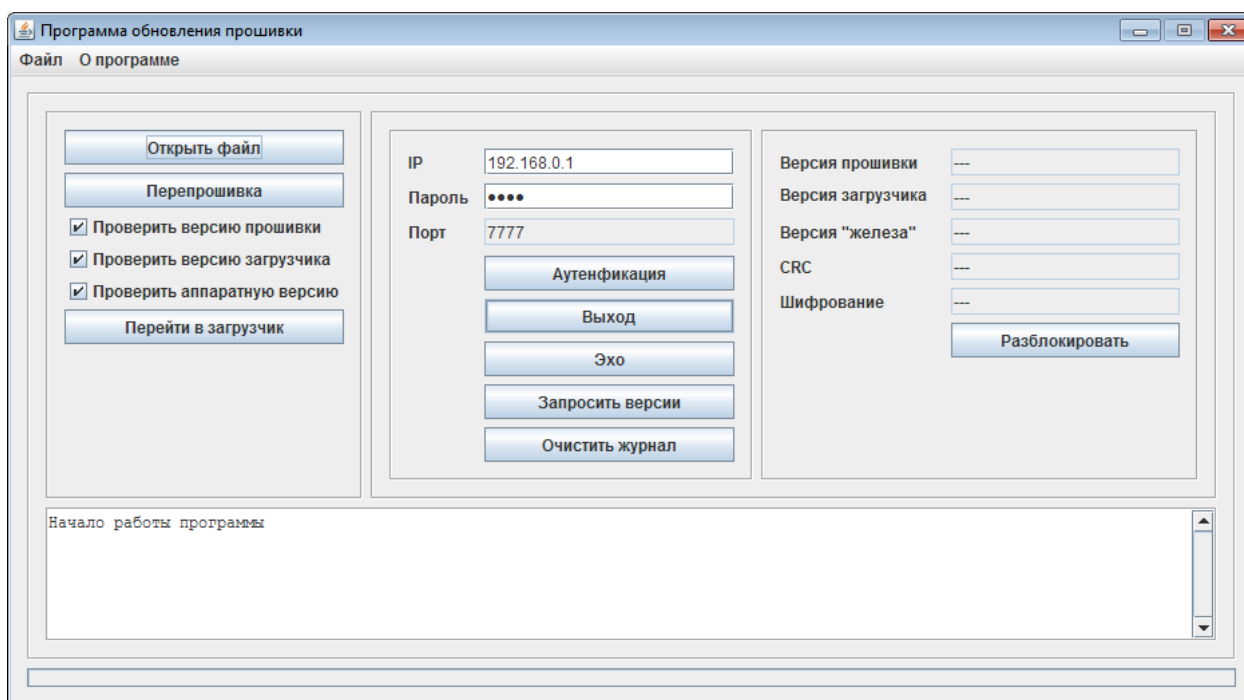 Программа обновления прошивки
Файл О программе
Открыть файл
Перепрошивка
Проверить версию прошивки
Проверить версию загрузчика
Проверить аппаратную версию
Перейти в загрузчик
IP 192.168.0.1
Пароль ●●●●
Порт 7777
Аутенфикация
Выход
Эхо
Запросить версии
Очистить журнал
Версия прошивки ---
Версия загрузчика ---
Версия "железа" ---
CRC ---
Шифрование ---
Разблокировать
Начало работы программы